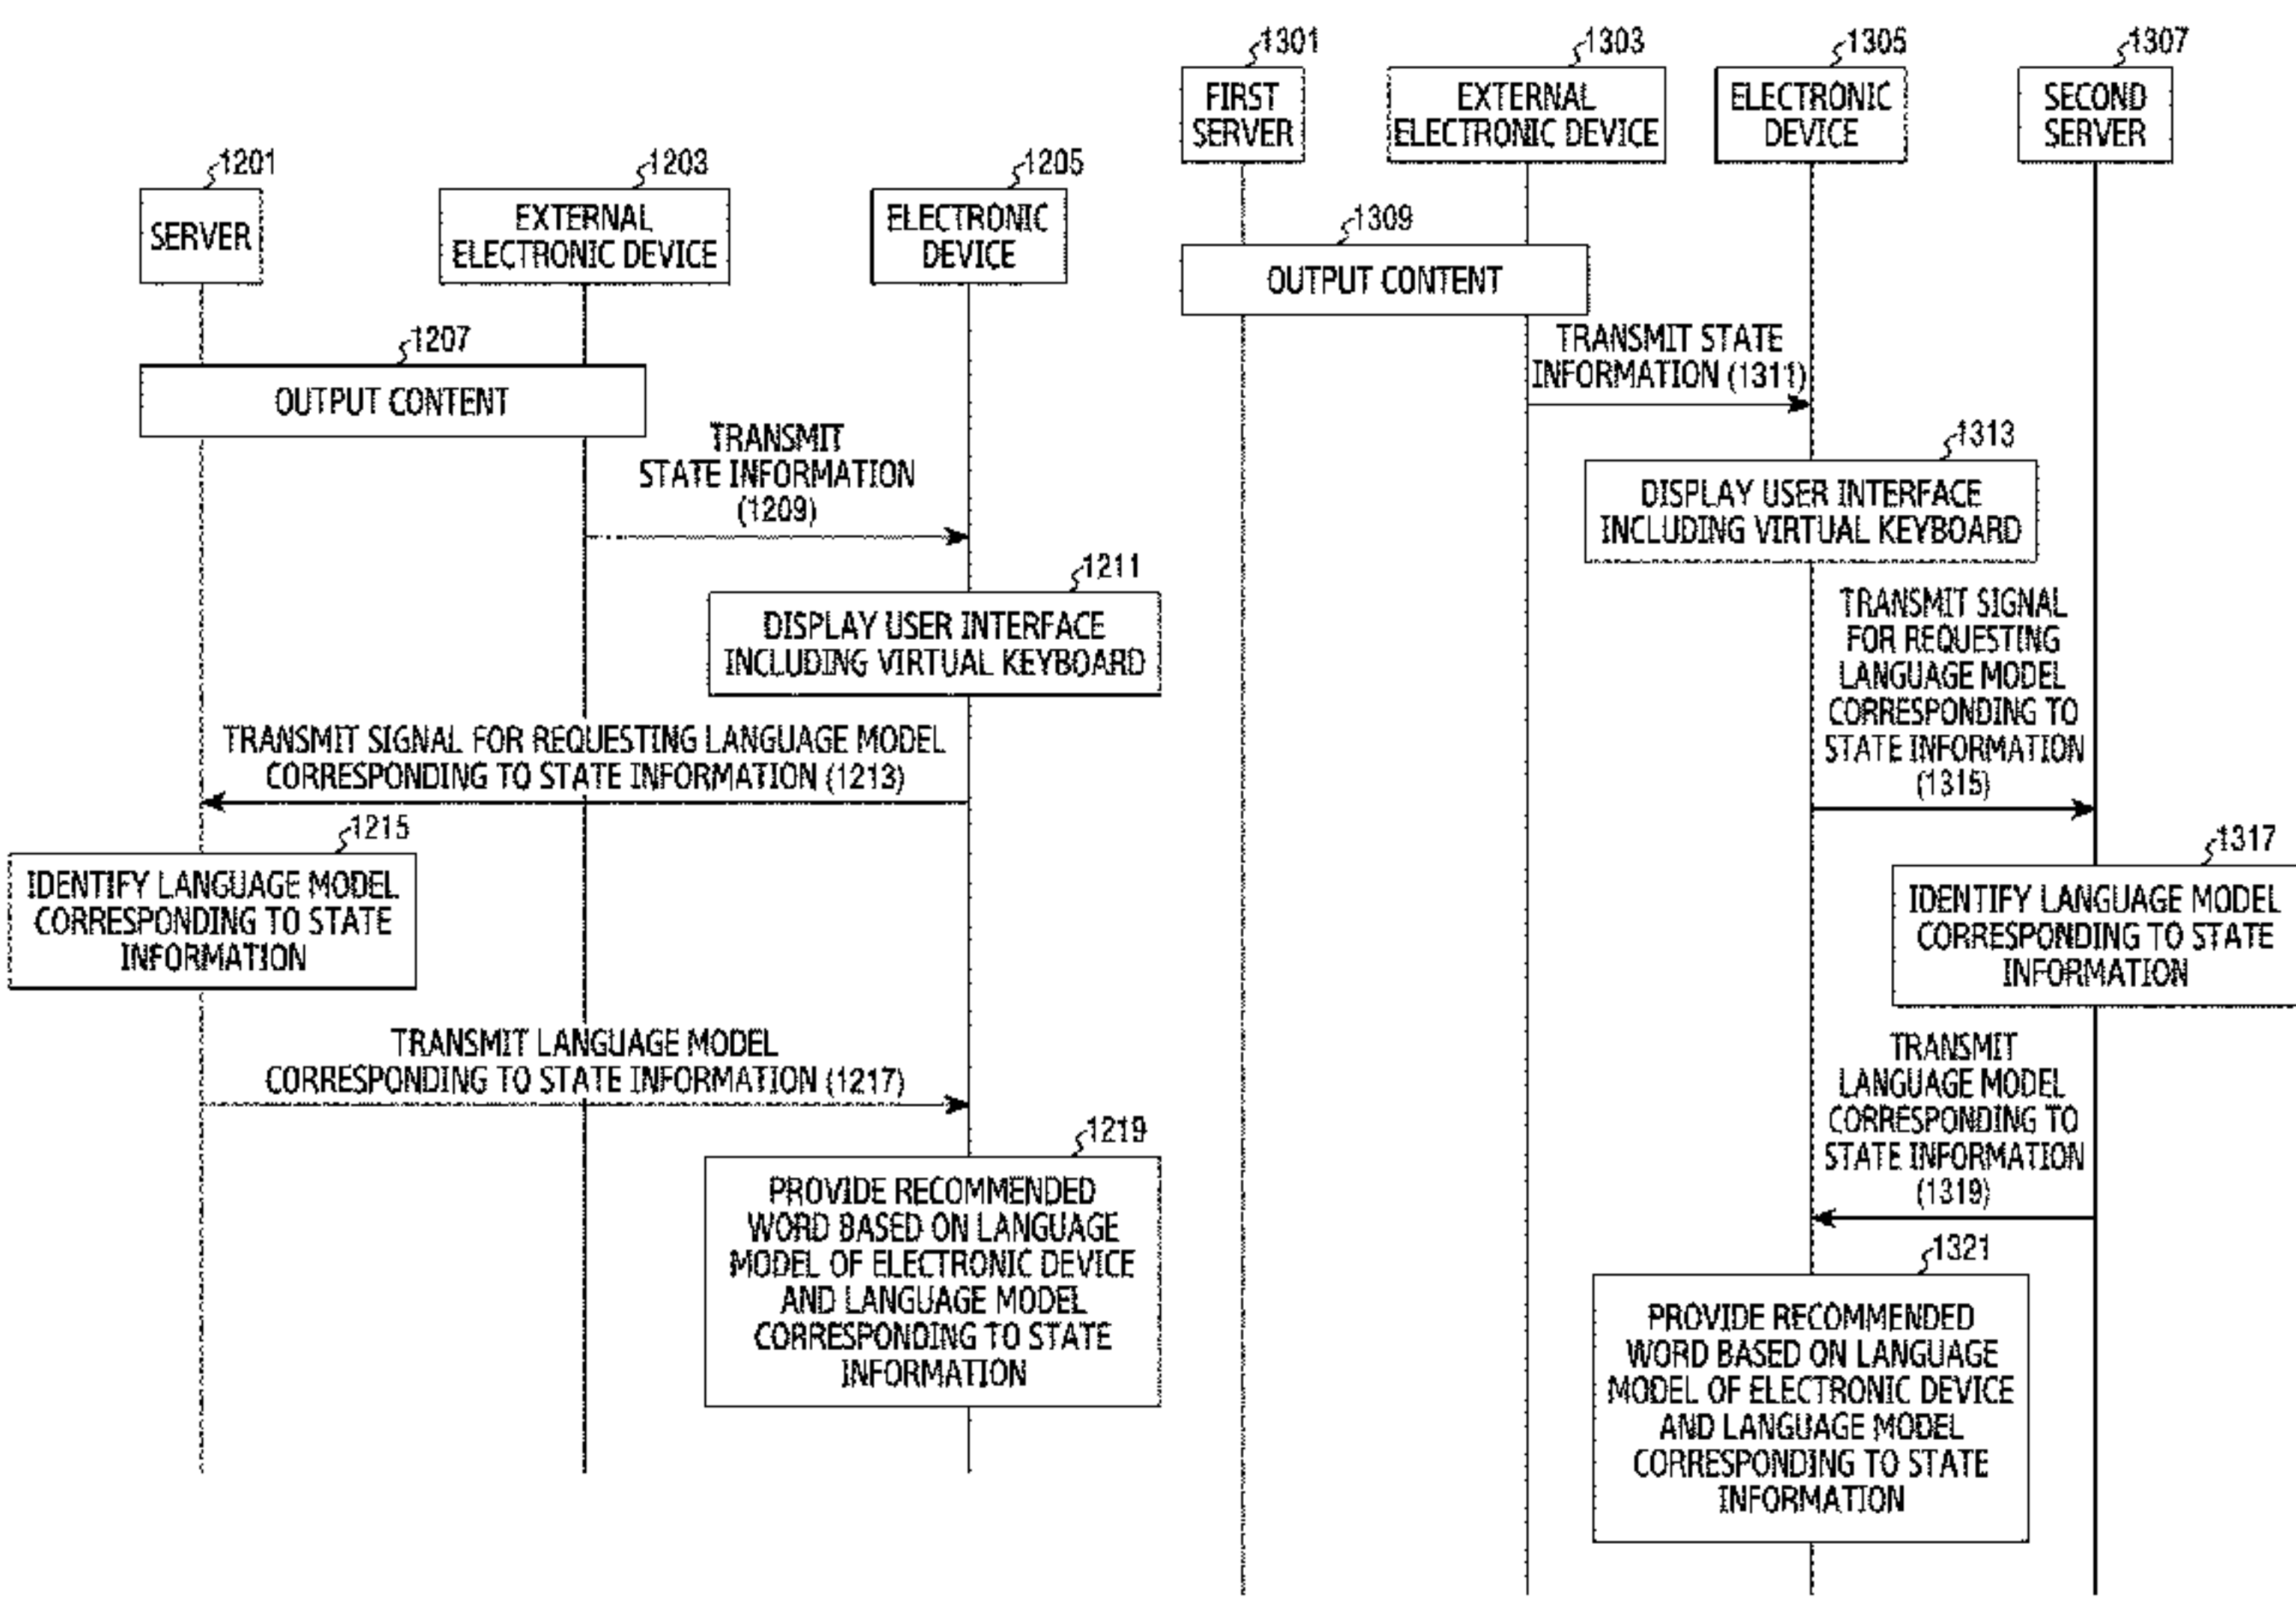 1201
SERVER
1203
EXTERNAL
ELECTRONIC DEVICE
1205
ELECTRONIC
DEVICE
1207
OUTPUT CONTENT
TRANSMIT
STATE INFORMATION
(1209)
1211
DISPLAY USER INTERFACE
INCLUDING VIRTUAL KEYBOARD
TRANSMIT SIGNAL FOR REQUESTING LANGUAGE MODEL
CORRESPONDING TO STATE INFORMATION (1213)
1215
IDENTIFY LANGUAGE MODEL
CORRESPONDING TO STATE
INFORMATION
TRANSMIT LANGUAGE MODEL
CORRESPONDING TO STATE INFORMATION (1217)
1219
PROVIDE RECOMMENDED
WORD BASED ON LANGUAGE
MODEL OF ELECTRONIC DEVICE
AND LANGUAGE MODEL
CORRESPONDING TO STATE
INFORMATION
1301
FIRST
SERVER
1303
EXTERNAL
ELECTRONIC DEVICE
1305
ELECTRONIC
DEVICE
1307
SECOND
SERVER
1309
OUTPUT CONTENT
TRANSMIT STATE
INFORMATION (1311)
1313
DISPLAY USER INTERFACE
INCLUDING VIRTUAL KEYBOARD
TRANSMIT SIGNAL
FOR REQUESTING
LANGUAGE MODEL
CORRESPONDING TO
STATE INFORMATION
(1315)
1317
IDENTIFY LANGUAGE MODEL
CORRESPONDING TO STATE
INFORMATION
TRANSMIT
LANGUAGE MODEL
CORRESPONDING TO
STATE INFORMATION
(1319)
1321
PROVIDE RECOMMENDED
WORD BASED ON LANGUAGE
MODEL OF ELECTRONIC DEVICE
AND LANGUAGE MODEL
CORRESPONDING TO STATE
INFORMATION